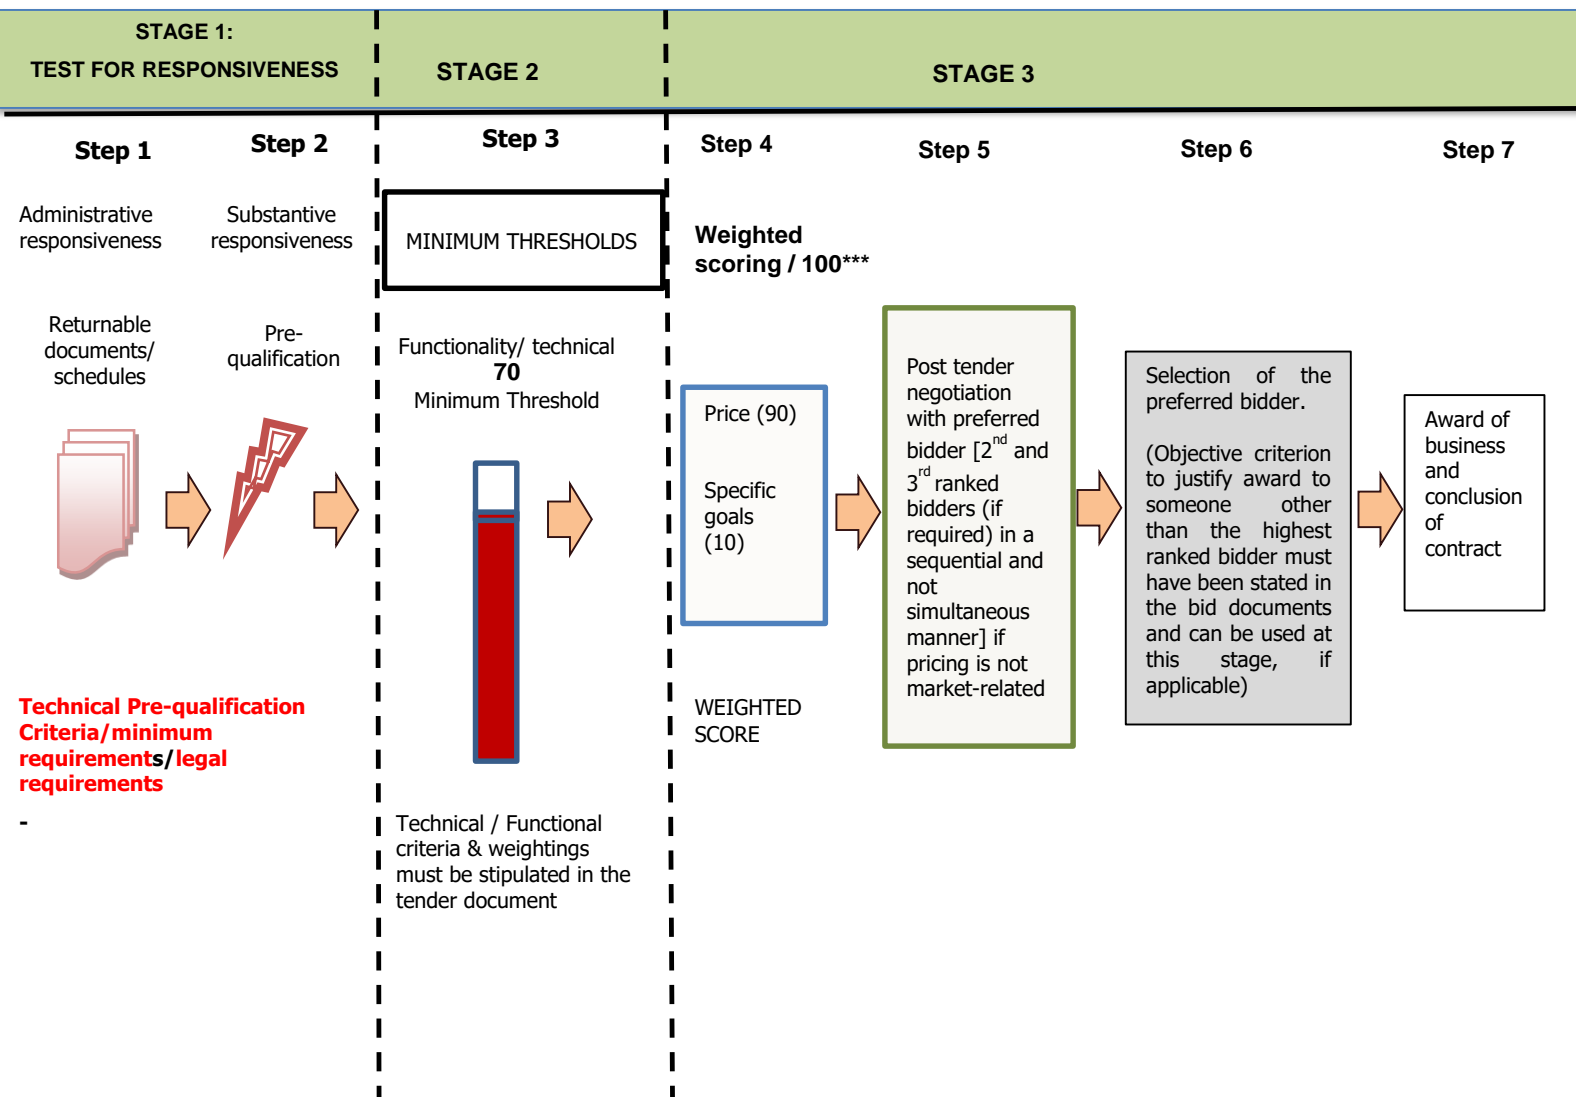 STAGE 1:
TEST FOR RESPONSIVENESS
STAGE 2
STAGE 3
Step 1
Step 2
Step 3
Step 4
Step 5
Step 6
Step 7
Administrative
responsiveness
Substantive
responsiveness
MINIMUM THRESHOLDS
Weighted
scoring / 100***
Returnable
documents/
schedules
Pre-
qualification
Functionality/ technical
70
Minimum Threshold
Price (90)
Specific
goals
(10)
Post tender
negotiation
with preferred
bidder [2nd and
3rd ranked
bidders (if
required) in a
sequential and
not
simultaneous
manner] if
pricing is not
market-related
Selection of the
preferred bidder.
(Objective criterion
to justify award to
someone other
than the highest
ranked bidder must
have been stated in
the bid documents
and can be used at
this stage, if
applicable)
Award of
business
and
conclusion
of
contract
Technical Pre-qualification
Criteria/minimum
requirements/legal
requirements
-
WEIGHTED
SCORE
Technical / Functional
criteria & weightings
must be stipulated in the
tender document